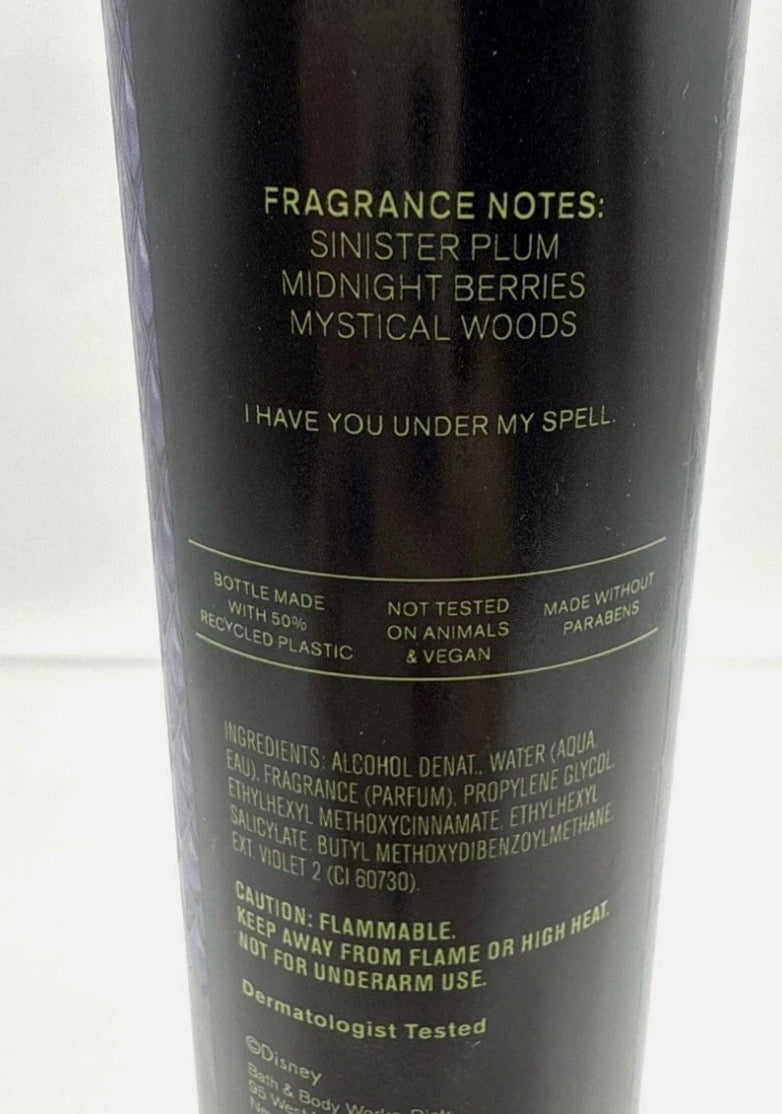 FRAGRANCE NOTES:
SINISTER PLUM
MIDNIGHT BERRIES
MYSTICAL WOODS
I HAVE YOU UNDER MY SPELL.
BOTTLE MADE
WITH 50%
RECYCLED PLASTIC
NOT TESTED
ON ANIMALS
& VEGAN
MADE WITHOUT
PARABENS
INGREDIENTS: ALCOHOL DENAT., WATER (AQUA,
EAU), FRAGRANCE (PARFUM), PROPYLENE GLYCOL,
ETHYLHEXYL METHOXYCINNAMATE, ETHYLHEXYL
SALICYLATE, BUTYL METHOXYDIBENZOYLMETHANE,
EXT. VIOLET 2 (CI 60730).
CAUTION: FLAMMABLE.
KEEP AWAY FROM FLAME OR HIGH HEAT.
NOT FOR UNDERARM USE.
Dermatologist Tested
©Disney
Bath & Body Works, Distr.
95 West